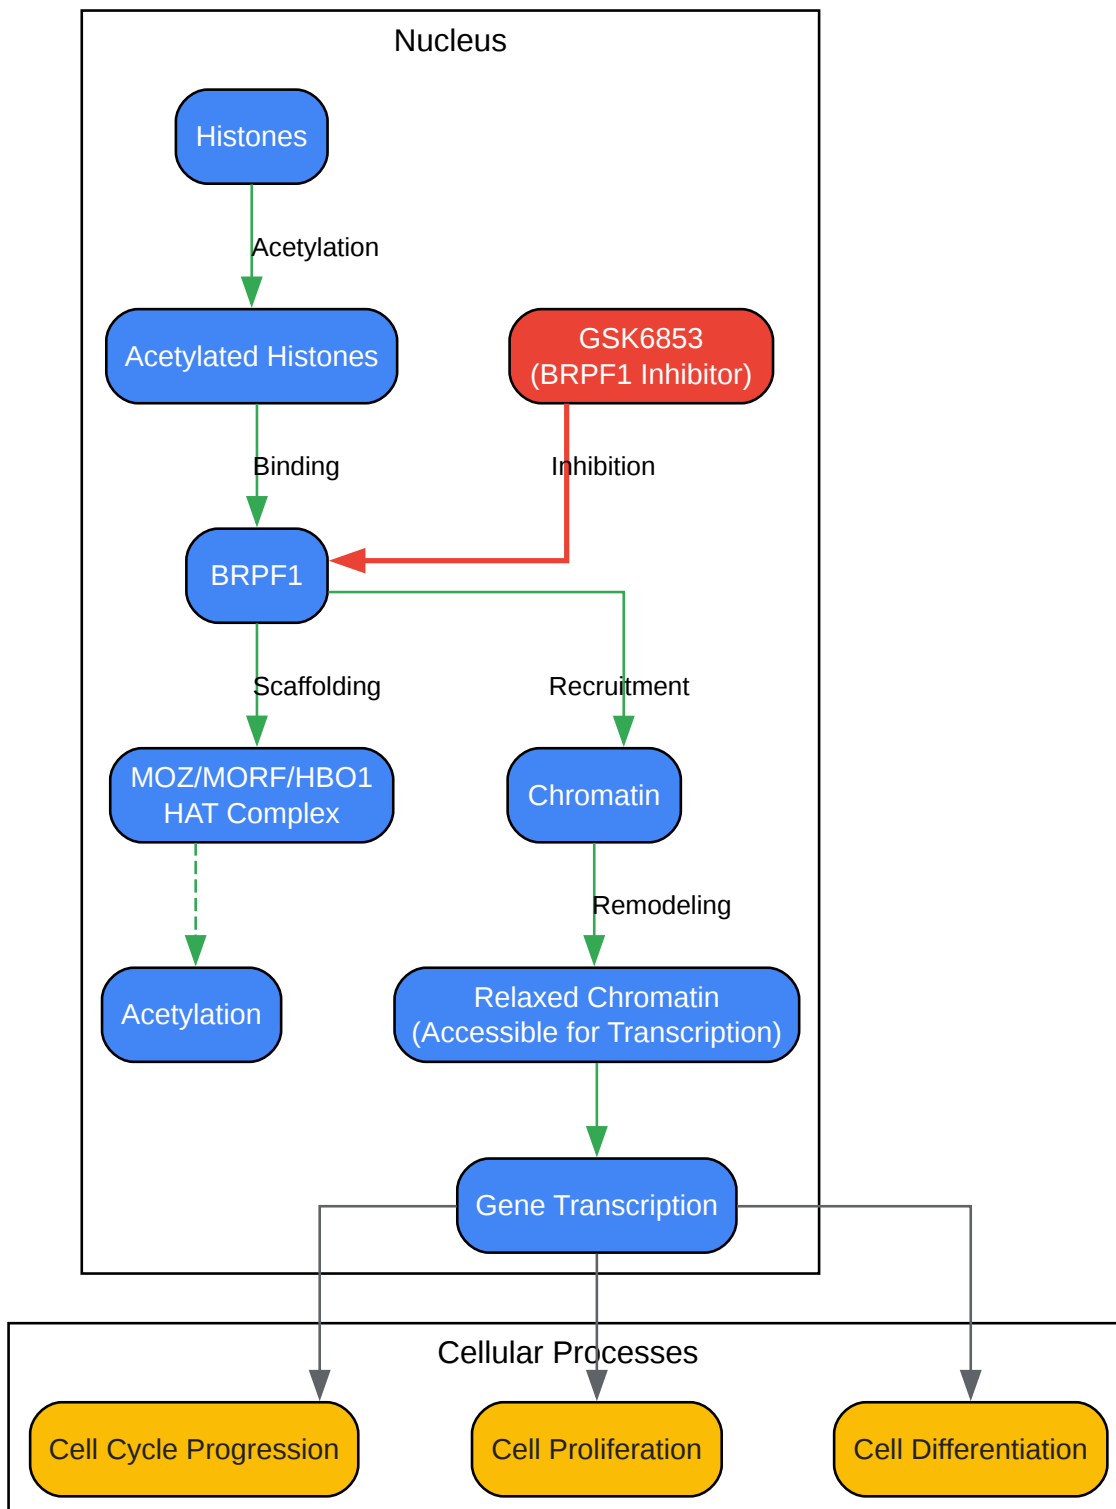 Nucleus
Histones
Acetylation
Acetylated Histones
GSK6853
(BRPF1 Inhibitor)
Binding
Inhibition
BRPF1
Scaffolding
Recruitment
MOZ/MORF/HBO1
HAT Complex
Chromatin
Remodeling
Acetylation
Relaxed Chromatin
(Accessible for Transcription)
Gene Transcription
Cellular Processes
Cell Cycle Progression
Cell Proliferation
Cell Differentiation